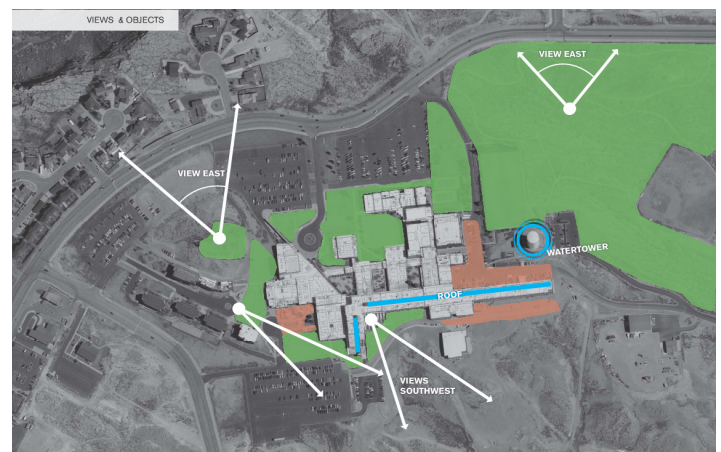 VIEWS & OBJECTS
VIEW EAST
VIEW EAST
WATERTOWER
ROOF
VIEWS
SOUTHWEST